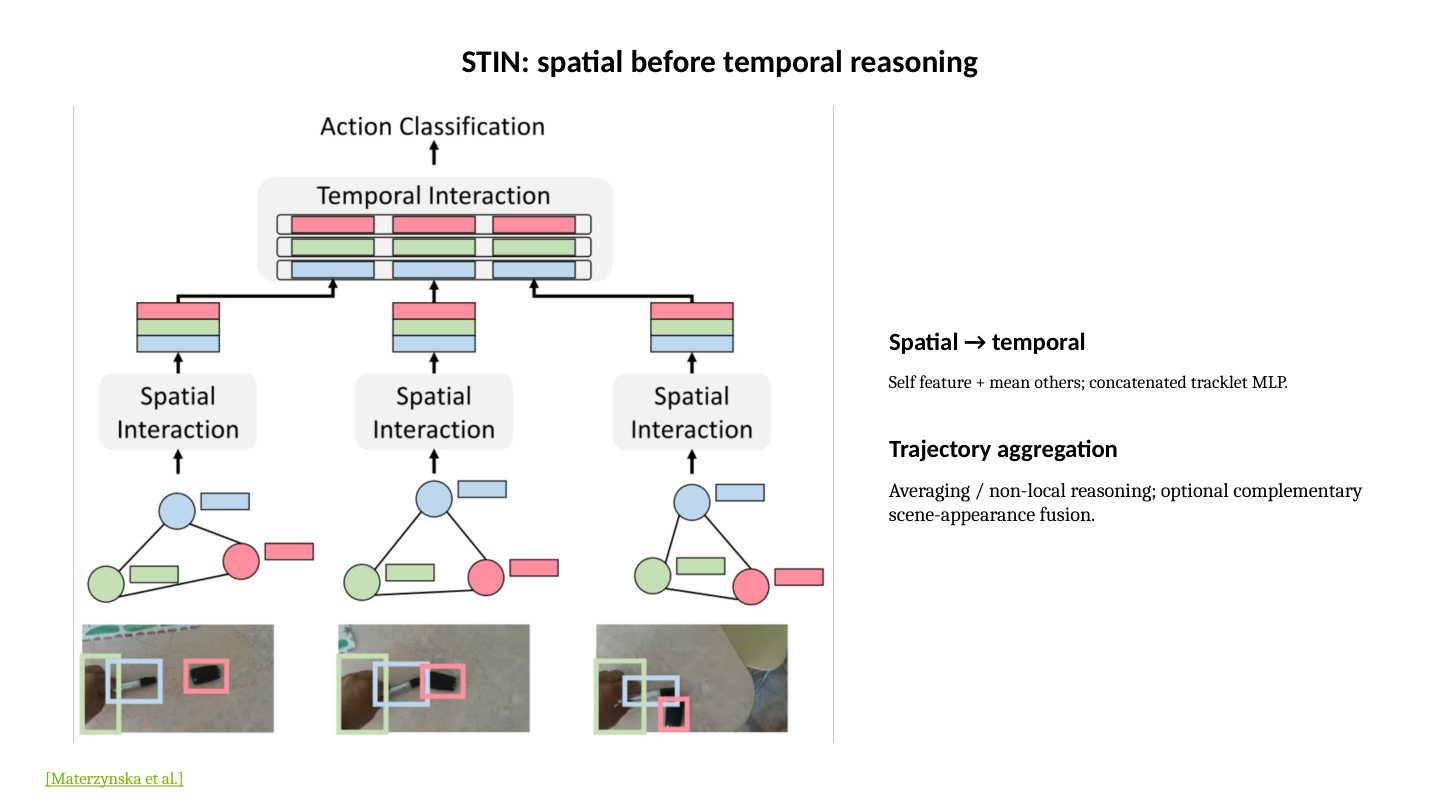 STIN: spatial before temporal reasoning
Action Classification
Temporal Interaction
Spatial
Interaction
Spatial
Interaction
Spatial
Interaction
Spatial → temporal
Self feature + mean others; concatenated tracklet MLP.
Trajectory aggregation
Averaging / non-local reasoning; optional complementary
scene-appearance fusion.
[Materzynska et al.]